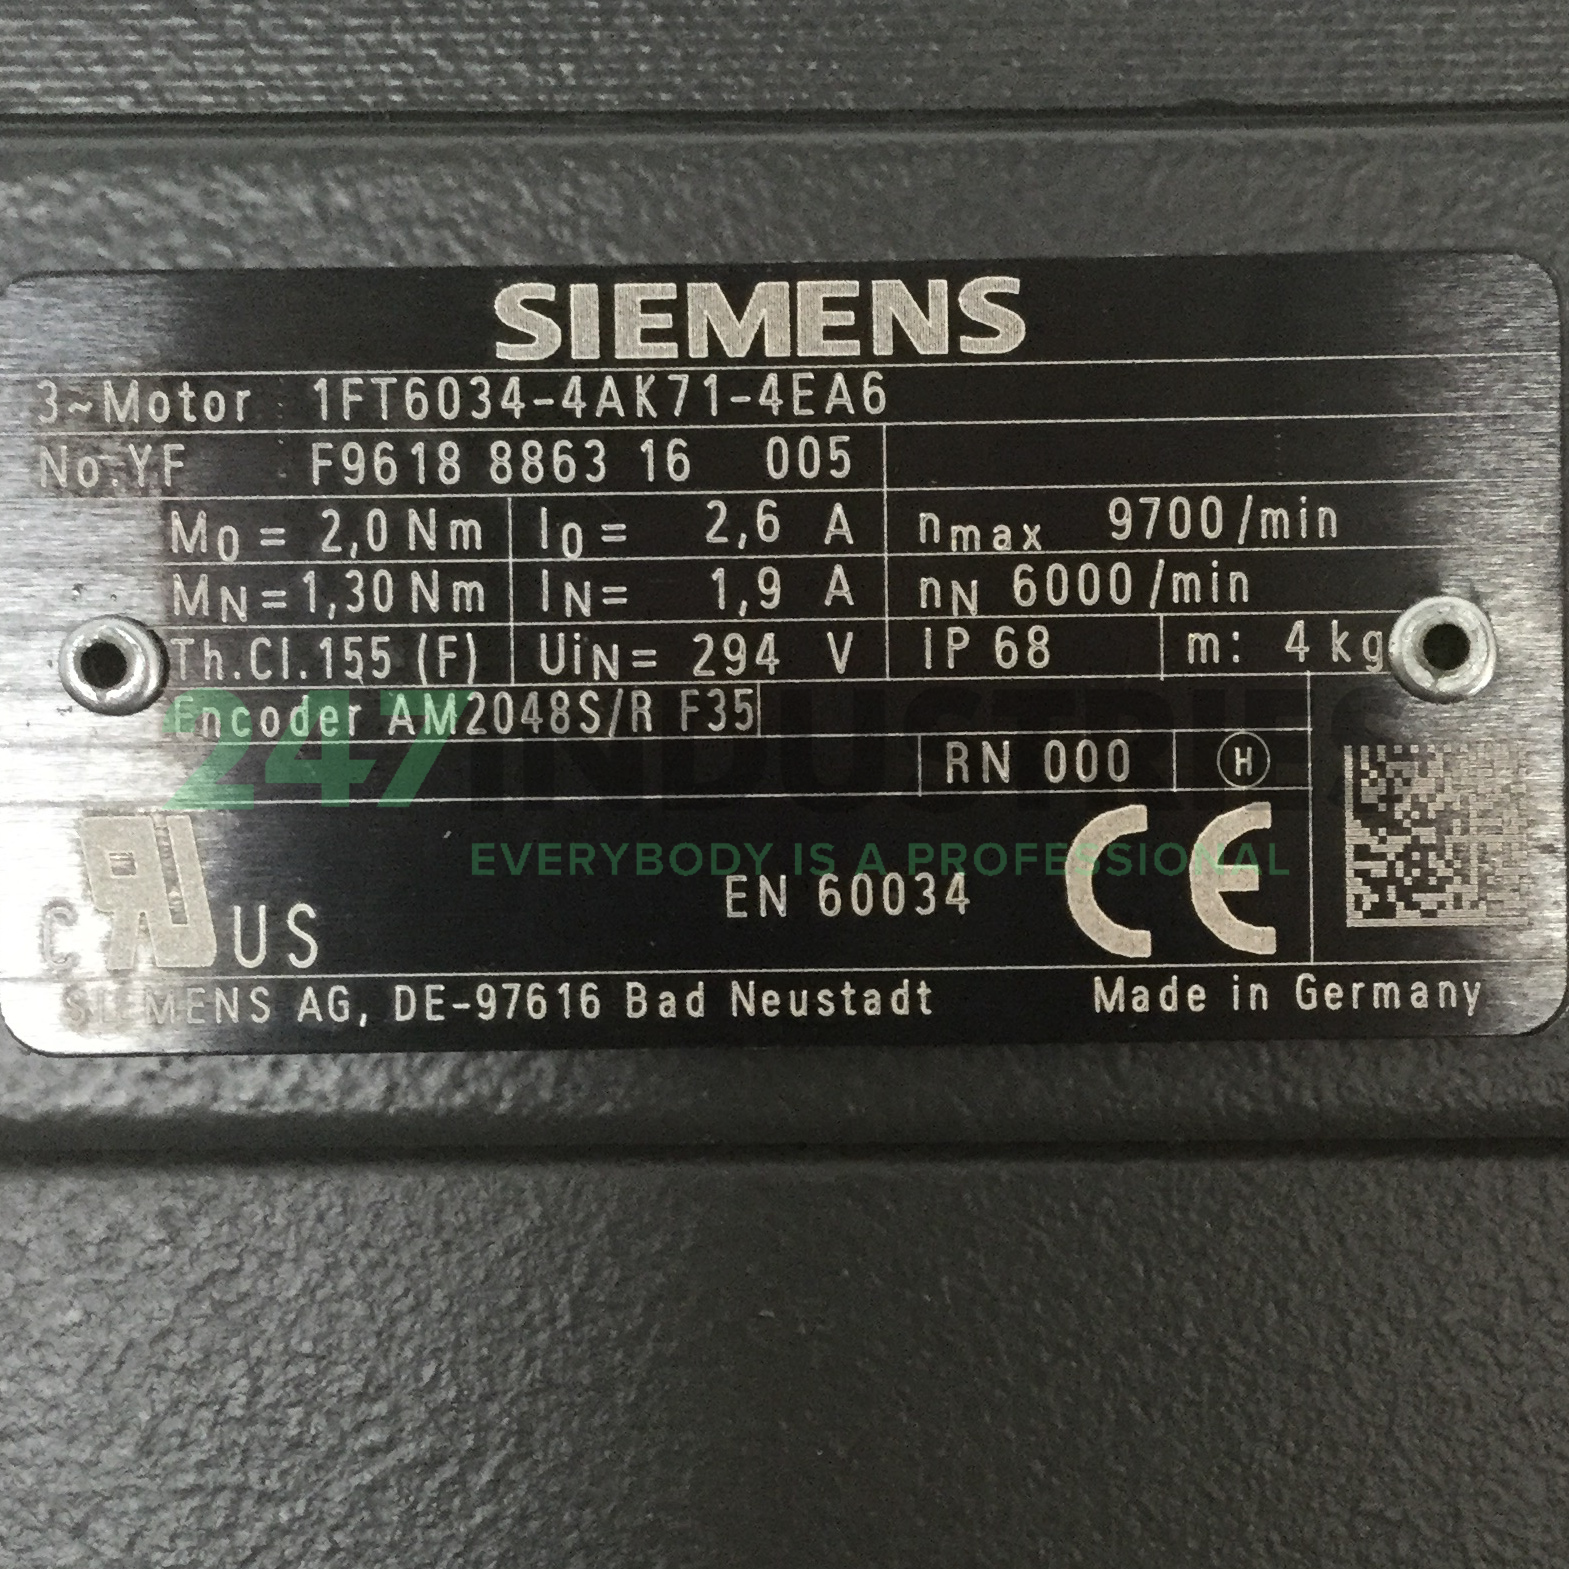 SIEMENS
3~Motor 1FT6034-4AK71-4EA6
No.YF F9618 8863 16 005
M0 = 2,0 Nm I0 = 2,6 A nmax 9700/min
MN = 1,30 Nm IN = 1,9 A nN 6000/min
Th.Cl.155 (F) UiN = 294 V IP 68 m: 4 kg
Encoder AM2048S/R F35
247 INDUSTRIES
RN 000 H
EVERYBODY IS A PROFESSIONAL
C RU US EN 60034 CE
SIEMENS AG, DE-97616 Bad Neustadt Made in Germany